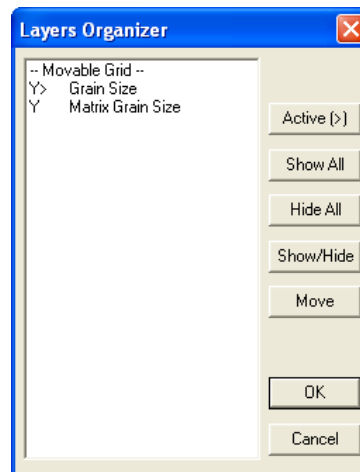 Layers Organizer
-- Movable Grid --
Y> Grain Size
Y Matrix Grain Size
Active (>)
Show All
Hide All
Show/Hide
Move
OK
Cancel